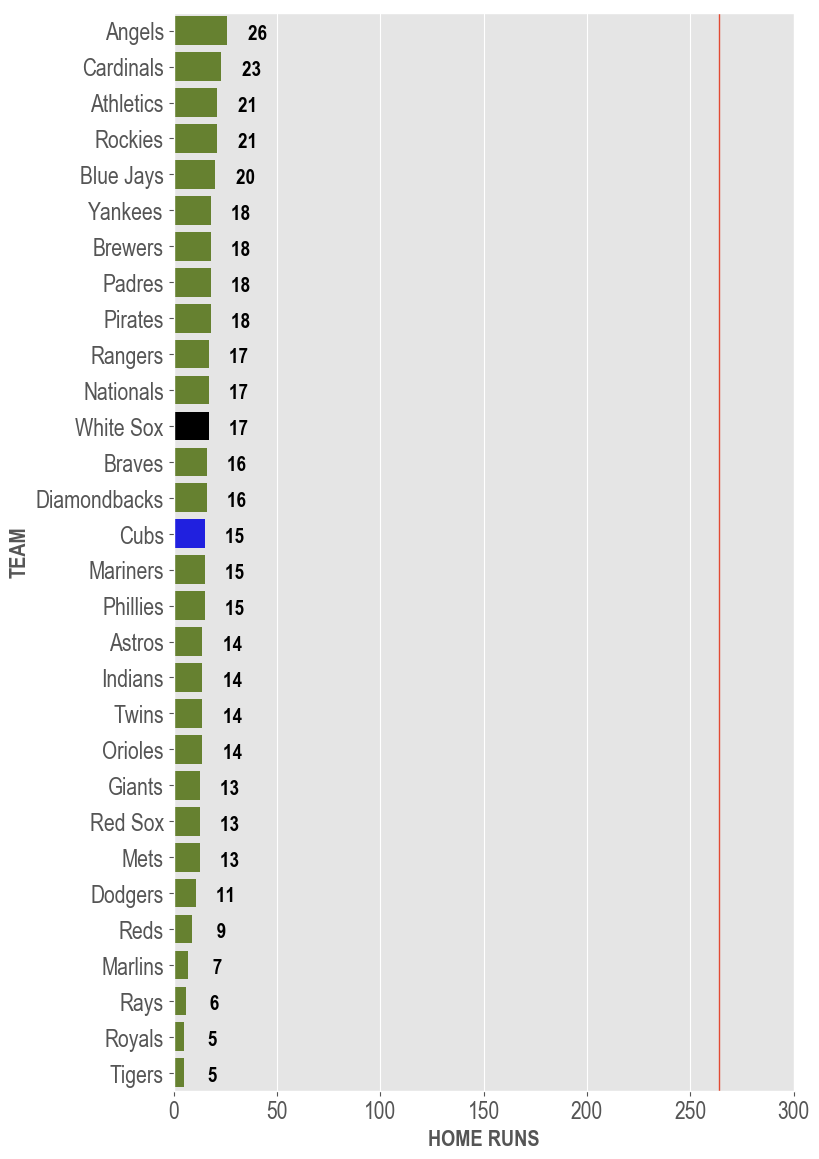 Angels 26
Cardinals 23
Athletics 21
Rockies 21
Blue Jays 20
Yankees 18
Brewers 18
Padres 18
Pirates 18
Rangers 17
Nationals 17
White Sox 17
Braves 16
Diamondbacks 16
Cubs 15
Mariners 15
Phillies 15
Astros 14
Indians 14
Twins 14
Orioles 14
Giants 13
Red Sox 13
Mets 13
Dodgers 11
Reds 9
Marlins 7
Rays 6
Royals 5
Tigers 5
TEAM
0 50 100 150 200 250 300
HOME RUNS